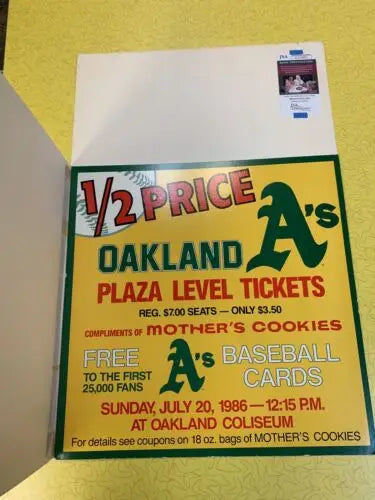 JSA
1/2 PRICE
OAKLAND A's
PLAZA LEVEL TICKETS
REG. $7.00 SEATS — ONLY $3.50
COMPLIMENTS OF MOTHER'S COOKIES
FREE A's BASEBALL
TO THE FIRST CARDS
25,000 FANS
SUNDAY, JULY 20, 1986 — 12:15 P.M.
AT OAKLAND COLISEUM
For details see coupons on 18 oz. bags of MOTHER'S COOKIES